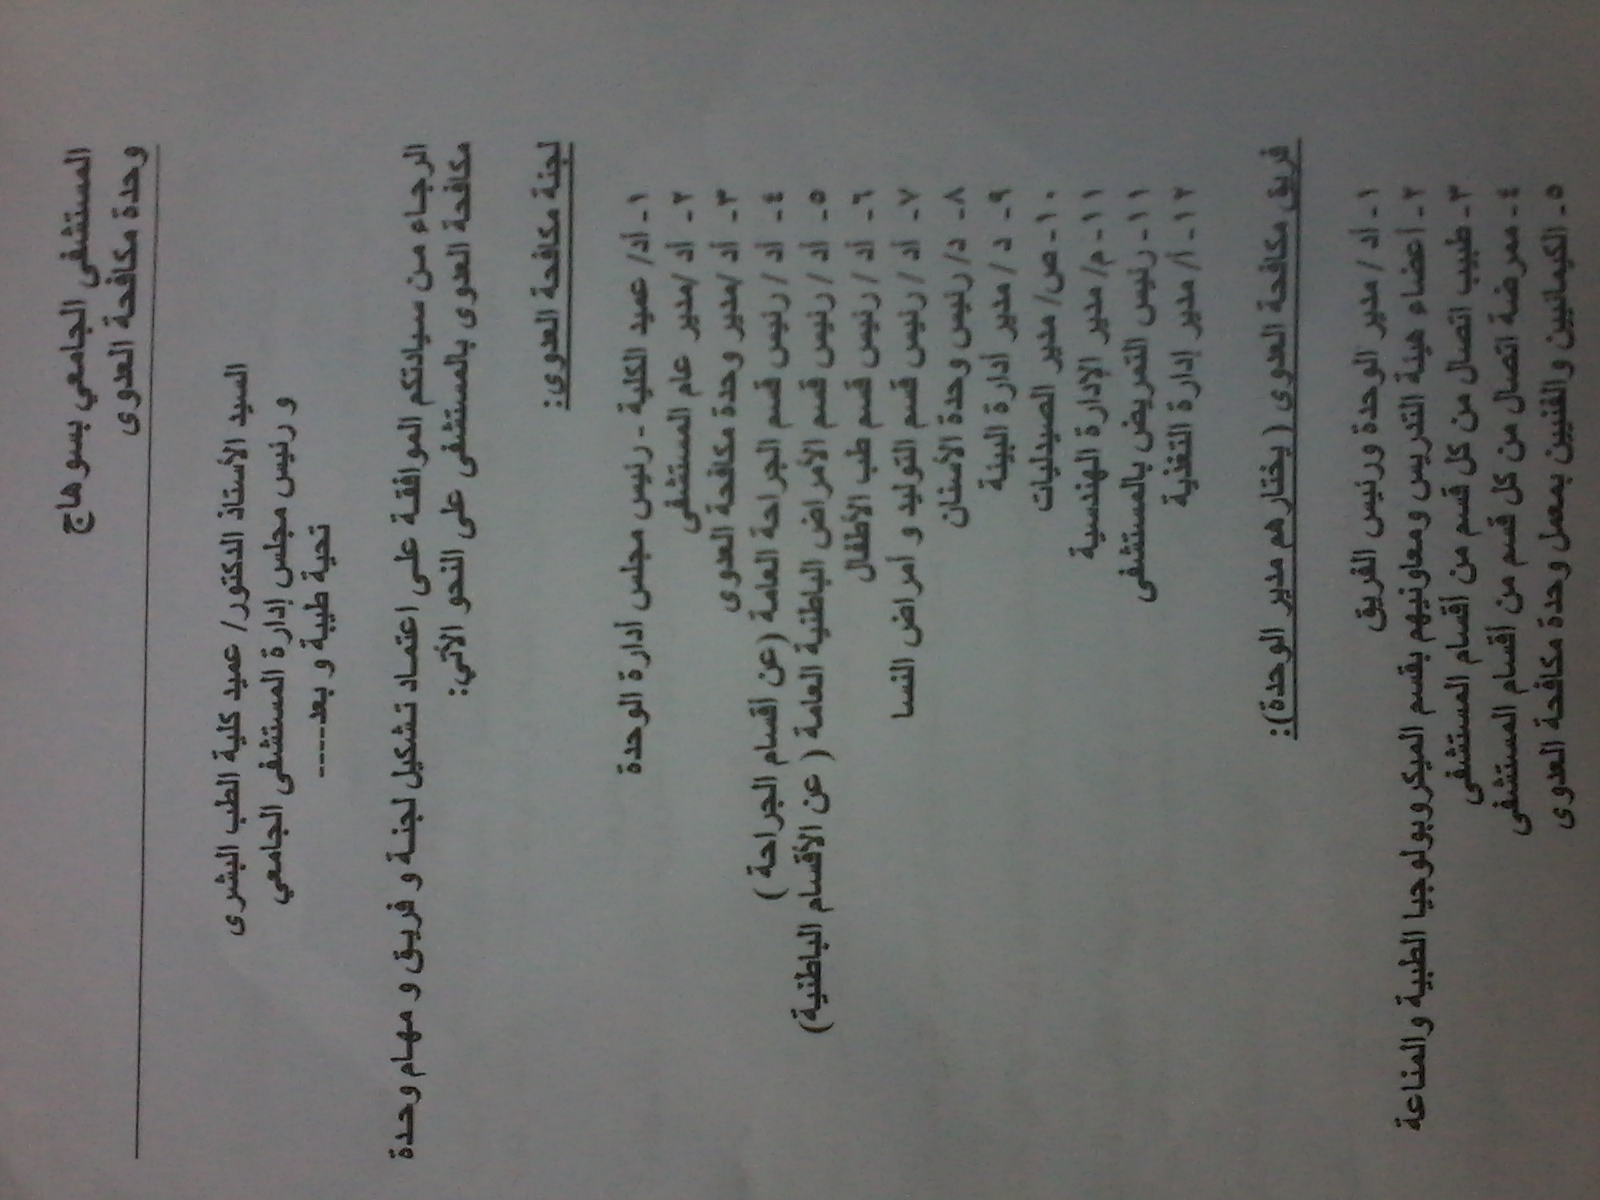 المستشفى الجامعي بسوهاج
وحدة مكافحة العدوى
السيد الأستاذ الدكتور/ عميد كلية الطب البشرى
و رئيس مجلس إدارة المستشفى الجامعي
تحية طيبة و بعد-----
الرجاء من سيادتكم الموافقة على اعتماد تشكيل لجنة و فريق و مهام وحدة
مكافحة العدوى بالمستشفى على النحو الأتي:
لجنة مكافحة العدوى:
١- أد/ عميد الكلية - رئيس مجلس أدارة الوحدة
٢- أد /مدير عام المستشفى
٣- أد /مدير وحدة مكافحة العدوى
٤- أد / رئيس قسم الجراحة العامة (عن أقسام الجراحة )
٥- أد / رئيس قسم الأمراض الباطنية العامة ( عن الأقسام الباطنية)
٦- أد / رئيس قسم طب الأطفال
٧- أد / رئيس قسم التوليد و أمراض النسا
٨- د/ رئيس وحدة الأسنان
٩- د / مدير أدارة البيئة
١٠- ص/ مدير الصيدليات
١١- م/ مدير الإدارة الهندسية
١١- رئيس التمريض بالمستشفى
١٢- أ/ مدير إدارة التغذية
فريق مكافحة العدوى ( يختارهم مدير الوحدة):
١- أد / مدير الوحدة ورئيس الفريق
٢- أعضاء هيئة التدريس ومعاونيهم بقسم الميكروبولوجيا الطبية والمناعة
٣- طبيب اتصال من كل قسم من أقسام المستشفى
٤- ممرضة اتصال من كل قسم من أقسام المستشفى
٥- الكيمائيين والفنيين بمعمل وحدة مكافحة العدوى